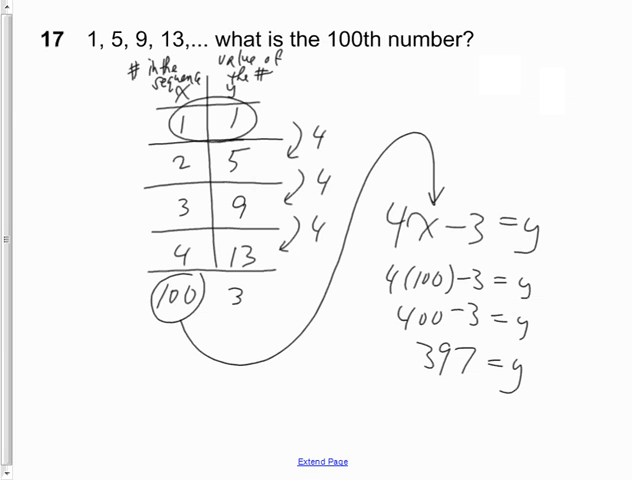 17 1, 5, 9, 13,... what is the 100th number?
# in the sequence value of the #
x y
1 1
4
2 5
4
3 9
4
4 13
100 3
4x - 3 = y
4(100) - 3 = y
400 - 3 = y
397 = y
Extend Page